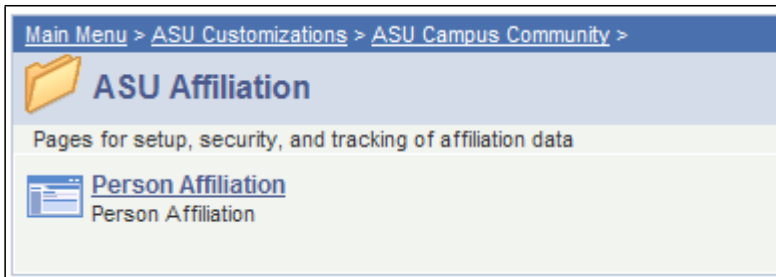 Main Menu > ASU Customizations > ASU Campus Community >
ASU Affiliation
Pages for setup, security, and tracking of affiliation data
Person Affiliation
Person Affiliation